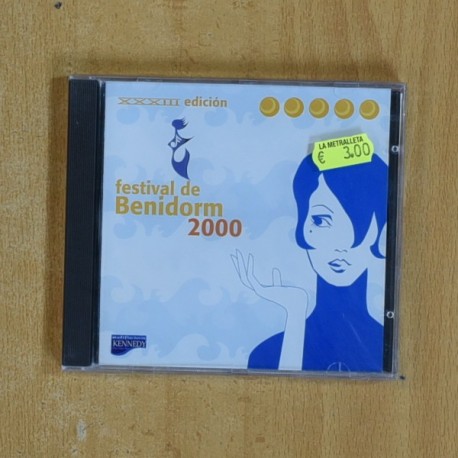 XXXIII edición
LA METRALLETA
€ 3.00
festival de
Benidorm
2000
KENNEDY